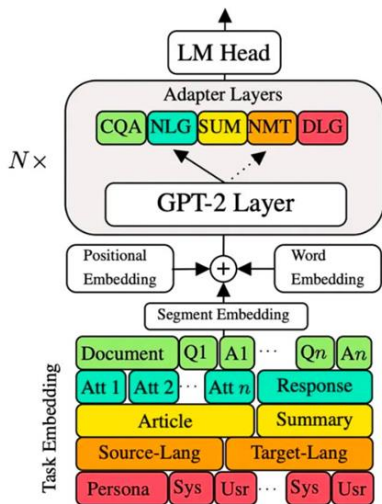 LM Head
Adapter Layers
CQA NLG SUM NMT DLG
N×
GPT-2 Layer
Positional Embedding
+
Word Embedding
Segment Embedding
Task Embedding
Document Q1 A1 ... Qn An
Att 1 Att 2 ... Att n Response
Article Summary
Source-Lang Target-Lang
Persona Sys Usr ... Sys Usr